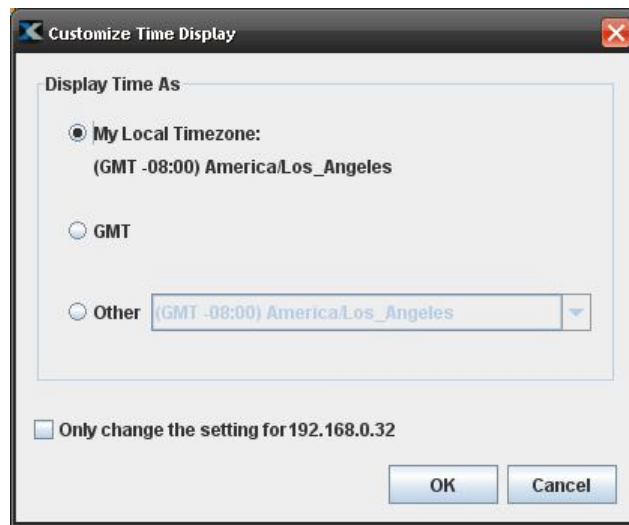 Customize Time Display
Display Time As
My Local Timezone:
(GMT -08:00) America/Los_Angeles
GMT
Other (GMT -08:00) America/Los_Angeles
Only change the setting for 192.168.0.32
OK Cancel